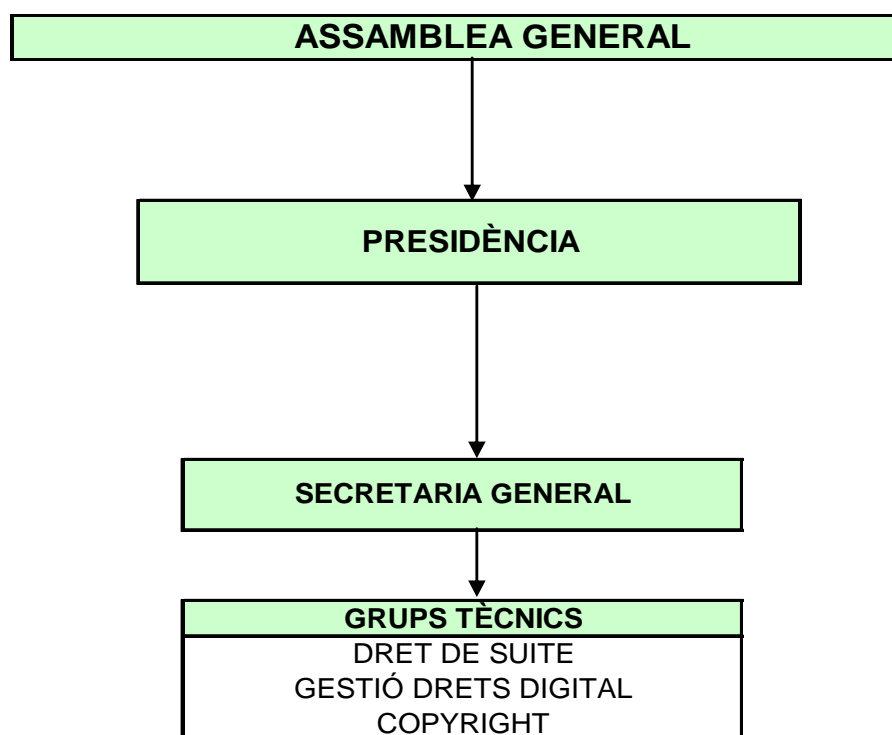 ASSAMBLEA GENERAL
PRESIDÈNCIA
SECRETARIA GENERAL
GRUPS TÈCNICS
DRET DE SUITE
GESTIÓ DRETS DIGITAL
COPYRIGHT